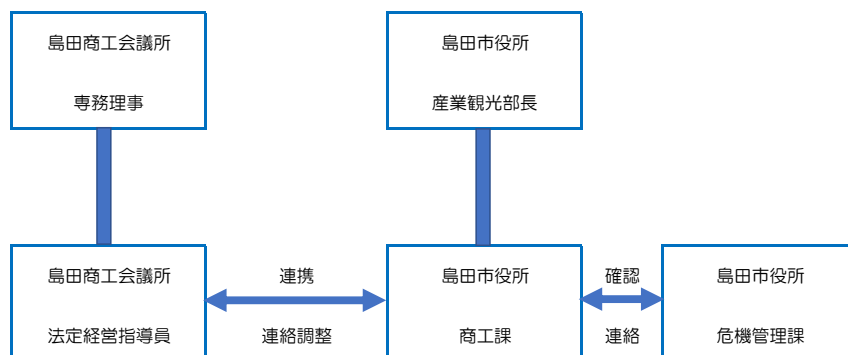 島田商工会議所
専務理事
島田市役所
産業観光部長
島田商工会議所
法定経営指導員
連携
連絡調整
島田市役所
商工課
確認
連絡
島田市役所
危機管理課